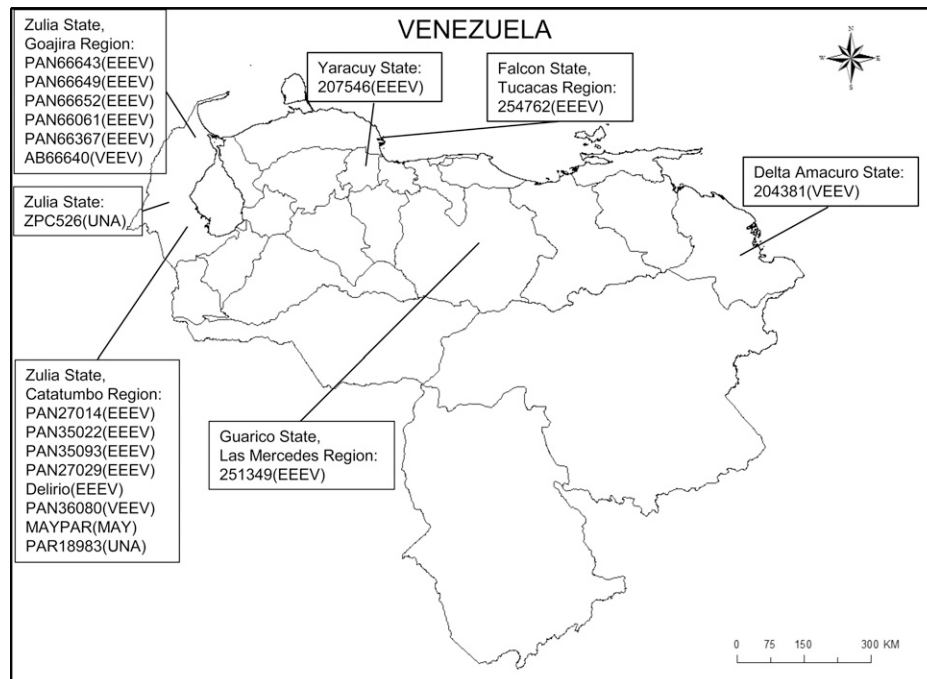 VENEZUELA
Zulia State,
Goajira Region:
PAN66643(EEEV)
PAN66649(EEEV)
PAN66652(EEEV)
PAN66061(EEEV)
PAN66367(EEEV)
AB66640(VEEV)
Yaracuy State:
207546(EEEV)
Falcon State,
Tucacas Region:
254762(EEEV)
N
W
E
S
Delta Amacuro State:
204381(VEEV)
Zulia State:
ZPC526(UNA)
Zulia State,
Catatumbo Region:
PAN27014(EEEV)
PAN35022(EEEV)
PAN35093(EEEV)
PAN27029(EEEV)
Delirio(EEEV)
PAN36080(VEEV)
MAYPAR(MAY)
PAR18983(UNA)
Guarico State,
Las Mercedes Region:
251349(EEEV)
0 75 150 300 KM